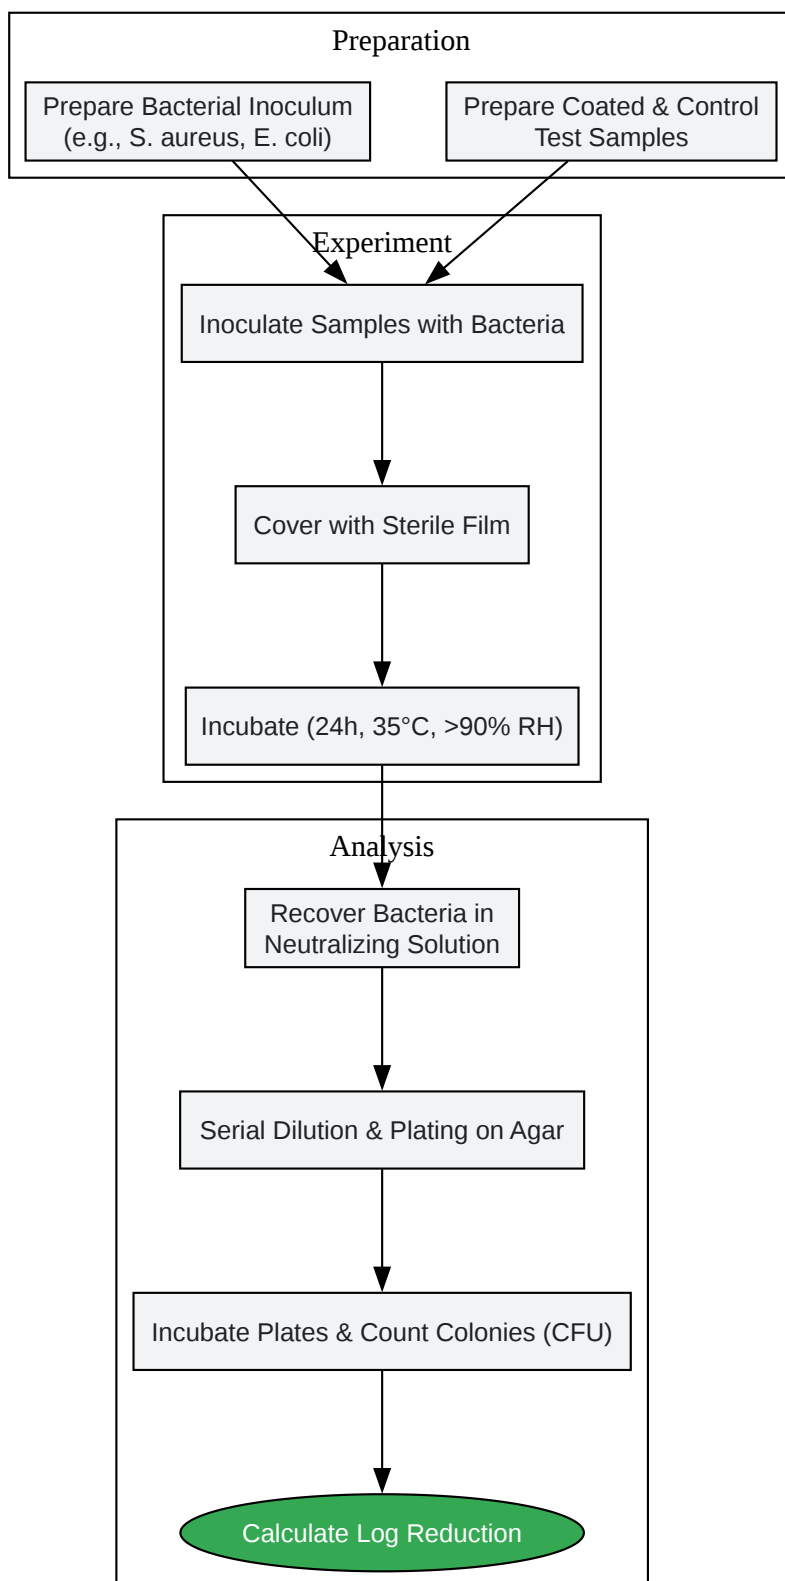 Preparation
Prepare Bacterial Inoculum
(e.g., S. aureus, E. coli)
Prepare Coated & Control
Test Samples
Experiment
Inoculate Samples with Bacteria
Cover with Sterile Film
Incubate (24h, 35°C, >90% RH)
Analysis
Recover Bacteria in
Neutralizing Solution
Serial Dilution & Plating on Agar
Incubate Plates & Count Colonies (CFU)
Calculate Log Reduction